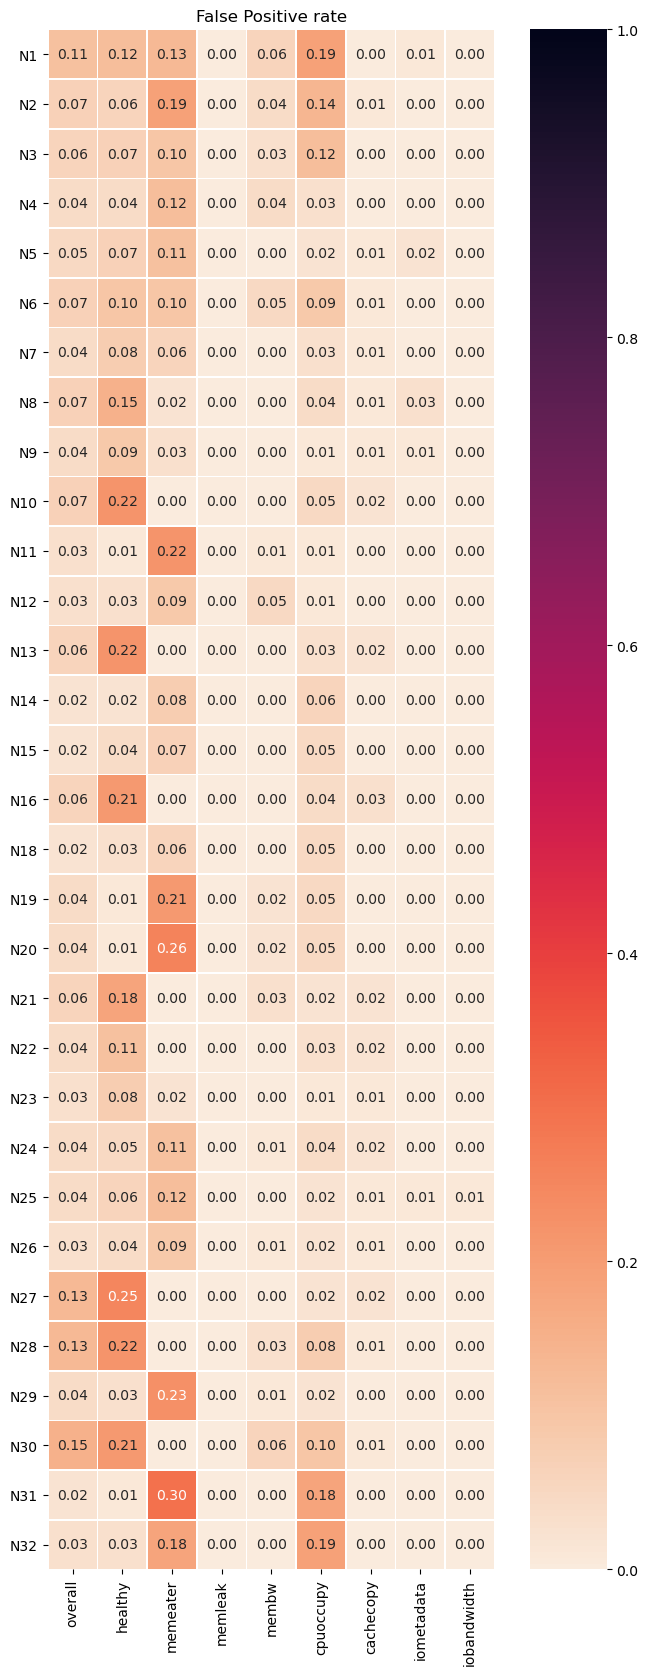 False Positive rate
N1 0.11 0.12 0.13 0.00 0.06 0.19 0.00 0.01 0.00
N2 0.07 0.06 0.19 0.00 0.04 0.14 0.01 0.00 0.00
N3 0.06 0.07 0.10 0.00 0.03 0.12 0.00 0.00 0.00
N4 0.04 0.04 0.12 0.00 0.04 0.03 0.00 0.00 0.00
N5 0.05 0.07 0.11 0.00 0.00 0.02 0.01 0.02 0.00
N6 0.07 0.10 0.10 0.00 0.05 0.09 0.01 0.00 0.00
N7 0.04 0.08 0.06 0.00 0.00 0.03 0.01 0.00 0.00
N8 0.07 0.15 0.02 0.00 0.00 0.04 0.01 0.03 0.00
N9 0.04 0.09 0.03 0.00 0.00 0.01 0.01 0.01 0.00
N10 0.07 0.22 0.00 0.00 0.00 0.05 0.02 0.00 0.00
N11 0.03 0.01 0.22 0.00 0.01 0.01 0.00 0.00 0.00
N12 0.03 0.03 0.09 0.00 0.05 0.01 0.00 0.00 0.00
N13 0.06 0.22 0.00 0.00 0.00 0.03 0.02 0.00 0.00
N14 0.02 0.02 0.08 0.00 0.00 0.06 0.00 0.00 0.00
N15 0.02 0.04 0.07 0.00 0.00 0.05 0.00 0.00 0.00
N16 0.06 0.21 0.00 0.00 0.00 0.04 0.03 0.00 0.00
N18 0.02 0.03 0.06 0.00 0.00 0.05 0.00 0.00 0.00
N19 0.04 0.01 0.21 0.00 0.02 0.05 0.00 0.00 0.00
N20 0.04 0.01 0.26 0.00 0.02 0.05 0.00 0.00 0.00
N21 0.06 0.18 0.00 0.00 0.03 0.02 0.02 0.00 0.00
N22 0.04 0.11 0.00 0.00 0.00 0.03 0.02 0.00 0.00
N23 0.03 0.08 0.02 0.00 0.00 0.01 0.01 0.00 0.00
N24 0.04 0.05 0.11 0.00 0.01 0.04 0.02 0.00 0.00
N25 0.04 0.06 0.12 0.00 0.00 0.02 0.01 0.01 0.01
N26 0.03 0.04 0.09 0.00 0.01 0.02 0.01 0.00 0.00
N27 0.13 0.25 0.00 0.00 0.00 0.02 0.02 0.00 0.00
N28 0.13 0.22 0.00 0.00 0.03 0.08 0.01 0.00 0.00
N29 0.04 0.03 0.23 0.00 0.01 0.02 0.00 0.00 0.00
N30 0.15 0.21 0.00 0.00 0.06 0.10 0.01 0.00 0.00
N31 0.02 0.01 0.30 0.00 0.00 0.18 0.00 0.00 0.00
N32 0.03 0.03 0.18 0.00 0.00 0.19 0.00 0.00 0.00
overall healthy memeater memleak membw cpuoccupy cachecopy iometadata iobandwidth
1.0
0.8
0.6
0.4
0.2
0.0